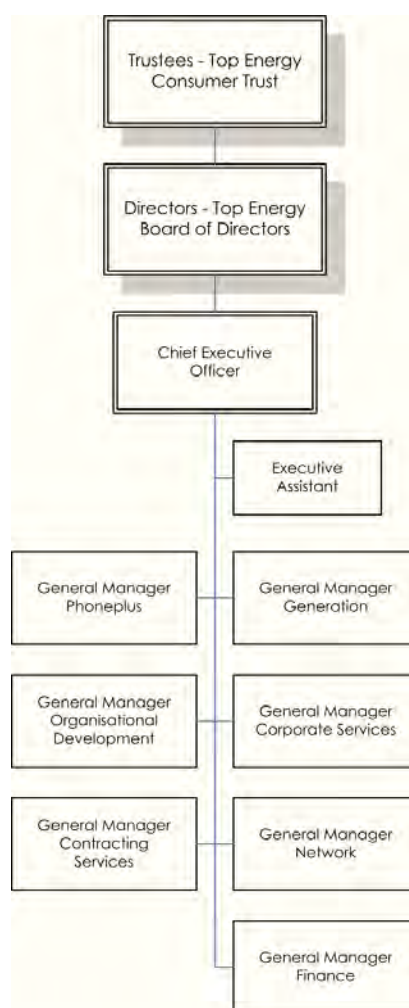 Trustees - Top Energy
Consumer Trust
Directors - Top Energy
Board of Directors
Chief Executive
Officer
Executive
Assistant
General Manager
Phoneplus
General Manager
Generation
General Manager
Organisational
Development
General Manager
Corporate Services
General Manager
Contracting
Services
General Manager
Network
General Manager
Finance